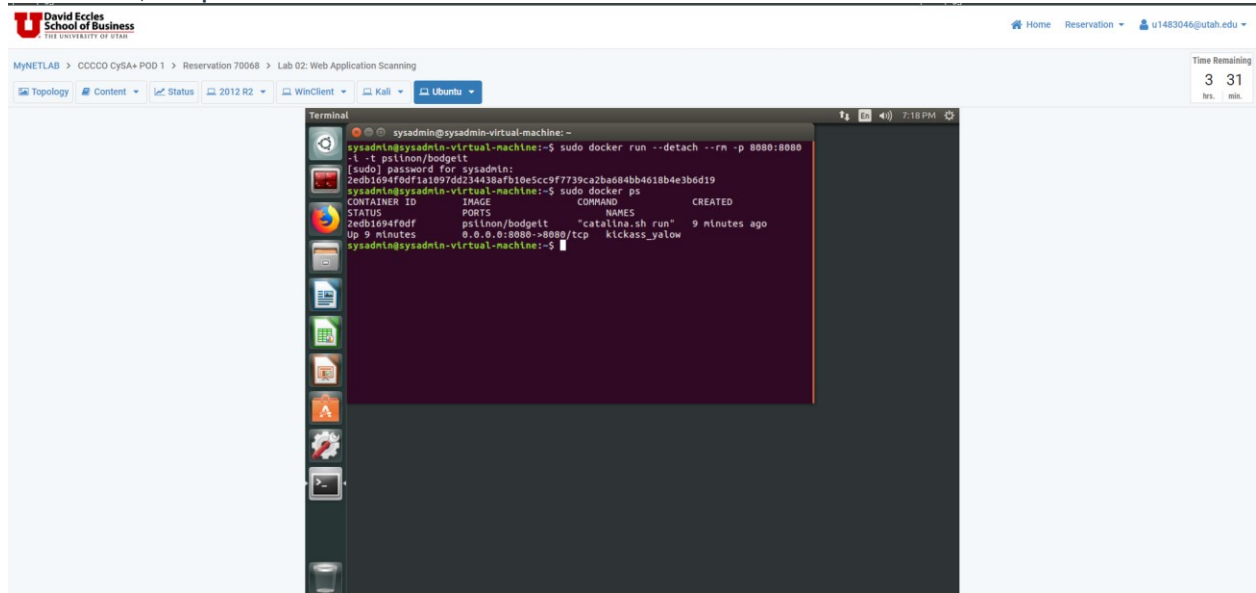 David Eccles
School of Business
THE UNIVERSITY OF UTAH
Home Reservation u1483046@utah.edu
MyNETLAB > CCCCO CySA+ POD 1 > Reservation 70068 > Lab 02: Web Application Scanning
Time Remaining
3 31
hrs. min.
Topology Content Status 2012 R2 WinClient Kali Ubuntu
Terminal En 7:18 PM
sysadmin@sysadmin-virtual-machine: ~
sysadmin@sysadmin-virtual-machine:~$ sudo docker run --detach --rm -p 8080:8080
-i -t psiinon/bodgeit
[sudo] password for sysadmin:
2edb1694f0df1a1097dd234438afb10e5cc9f7739ca2ba684bb4618b4e3b6d19
sysadmin@sysadmin-virtual-machine:~$ sudo docker ps
CONTAINER ID IMAGE COMMAND CREATED
STATUS PORTS NAMES
2edb1694f0df psiinon/bodgeit "catalina.sh run" 9 minutes ago
Up 9 minutes 0.0.0.0:8080->8080/tcp kickass_yalow
sysadmin@sysadmin-virtual-machine:~$